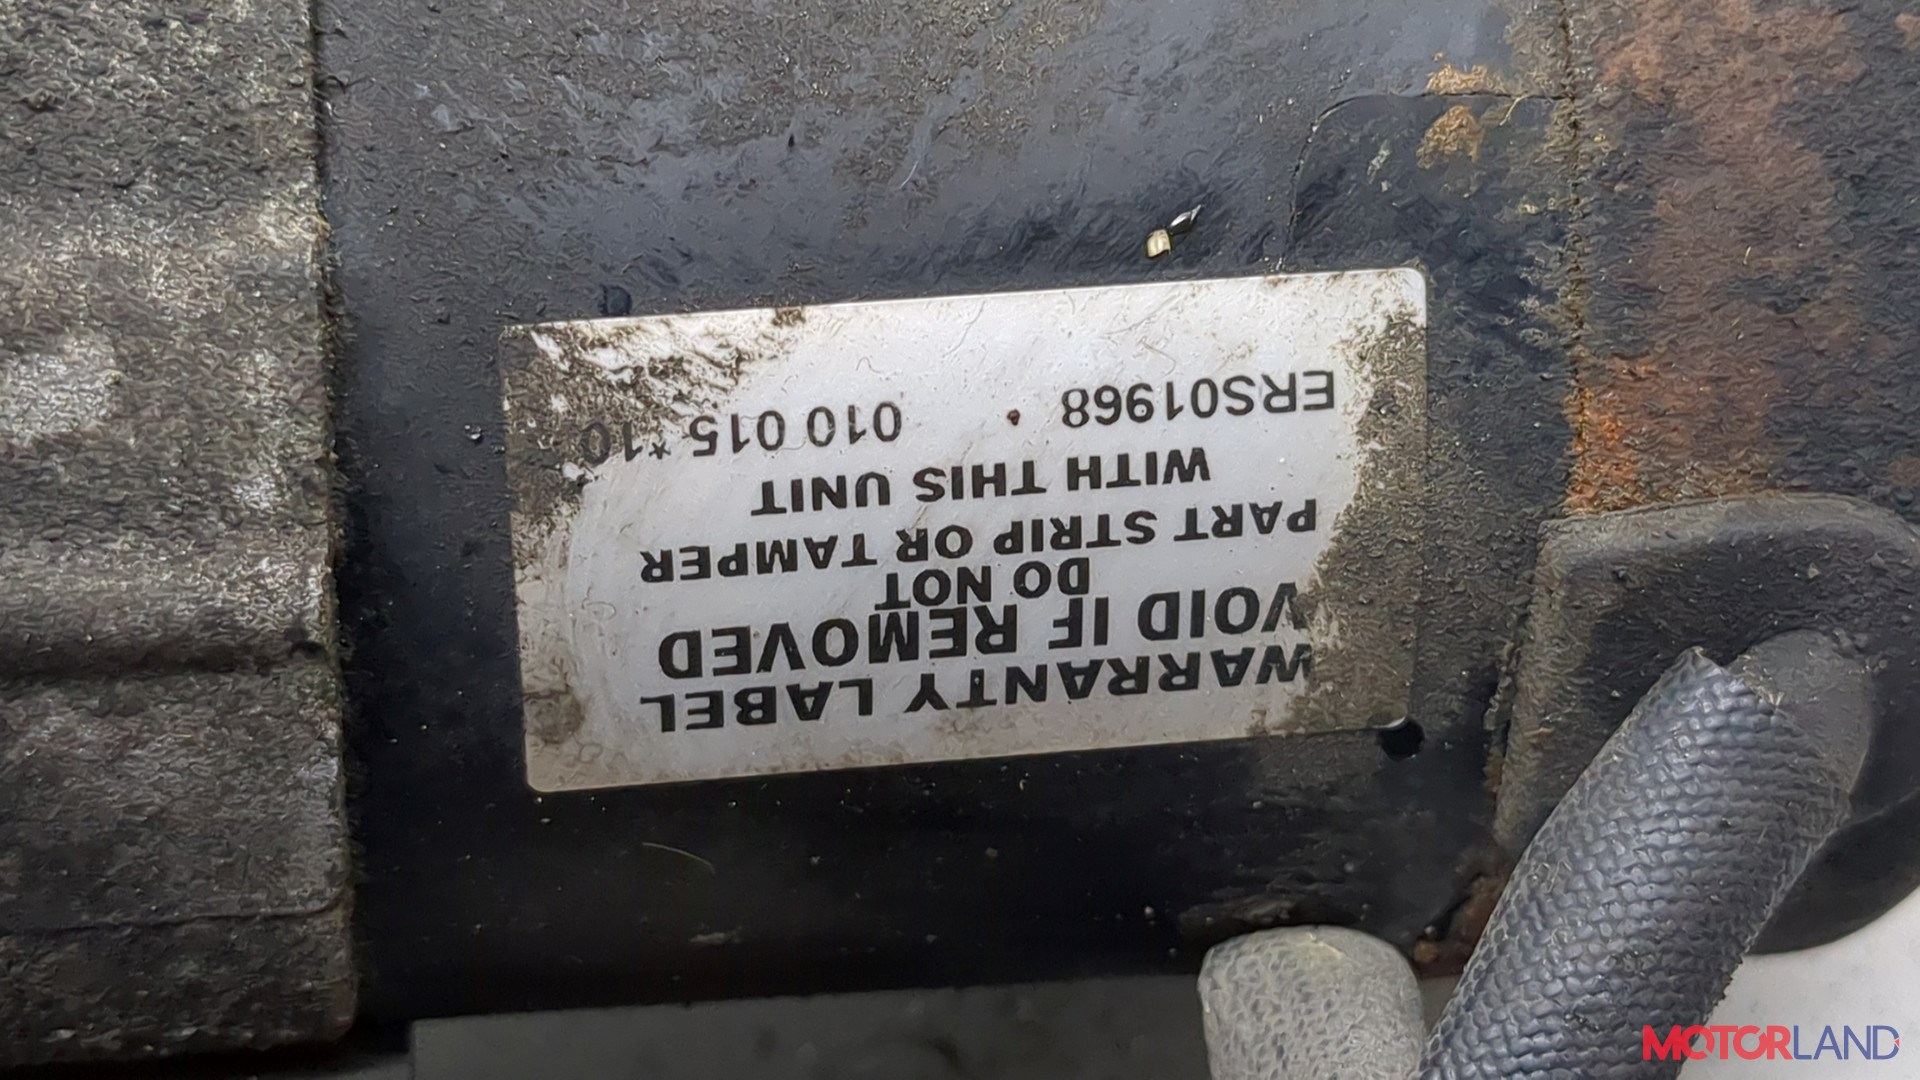 WARRANTY LABEL
VOID IF REMOVED
DO NOT
PART STRIP OR TAMPER
WITH THIS UNIT
ERS01968 010 015 *10
MOTORLAND